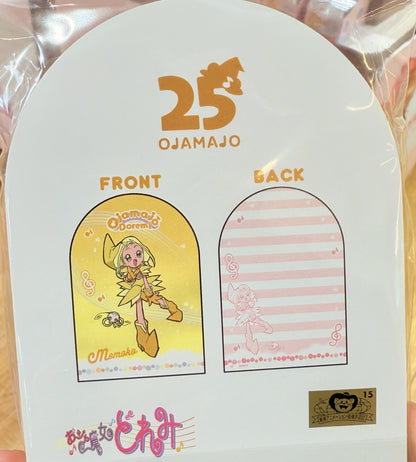 25
OJAMAJO
FRONT
BACK
Ojamajo
Doremi
Momoko
おジャ魔女
どれみ
15